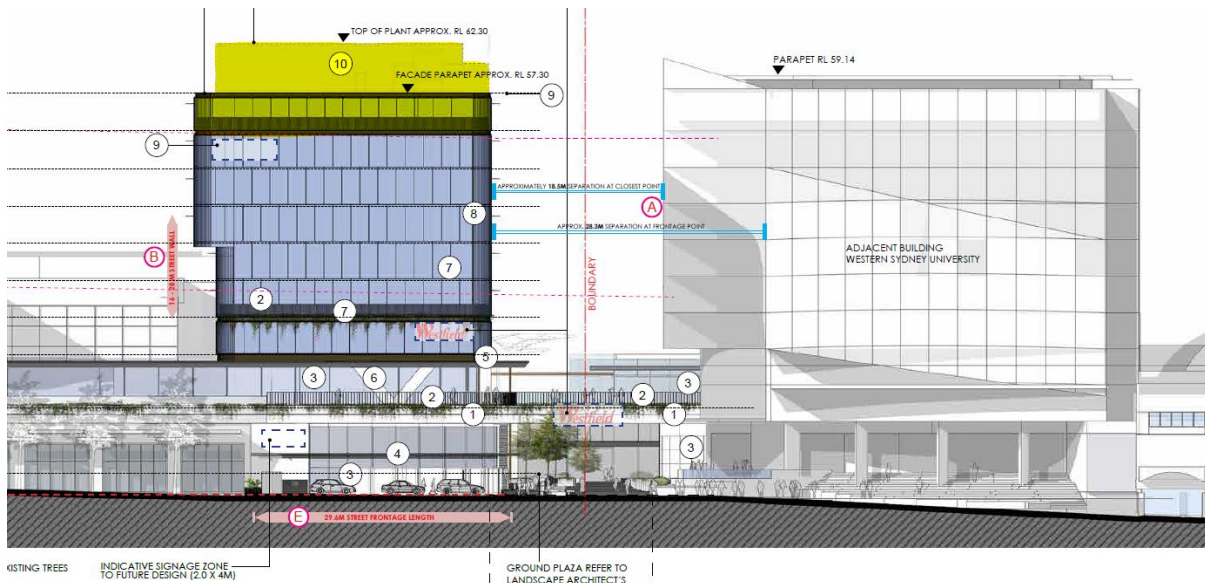 TOP OF PLANT APPROX. RL 62.30
10
FACADE PARAPET APPROX. RL 57.30
PARAPET RL 59.14
9
9
APPROXIMATELY 18.5M SEPARATION AT CLOSEST POINT
A
8
APPROX. 28.3M SEPARATION AT FRONTAGE POINT
ADJACENT BUILDING
WESTERN SYDNEY UNIVERSITY
B
7
BOUNDARY
2
7
Westfield
5
3
6
2
2
3
1
Westfield
1
3
4
3
E
29.6M STREET FRONTAGE LENGTH
XISTING TREES
INDICATIVE SIGNAGE ZONE
TO FUTURE DESIGN (2.0 X 4M)
GROUND PLAZA REFER TO
LANDSCAPE ARCHITECT'S